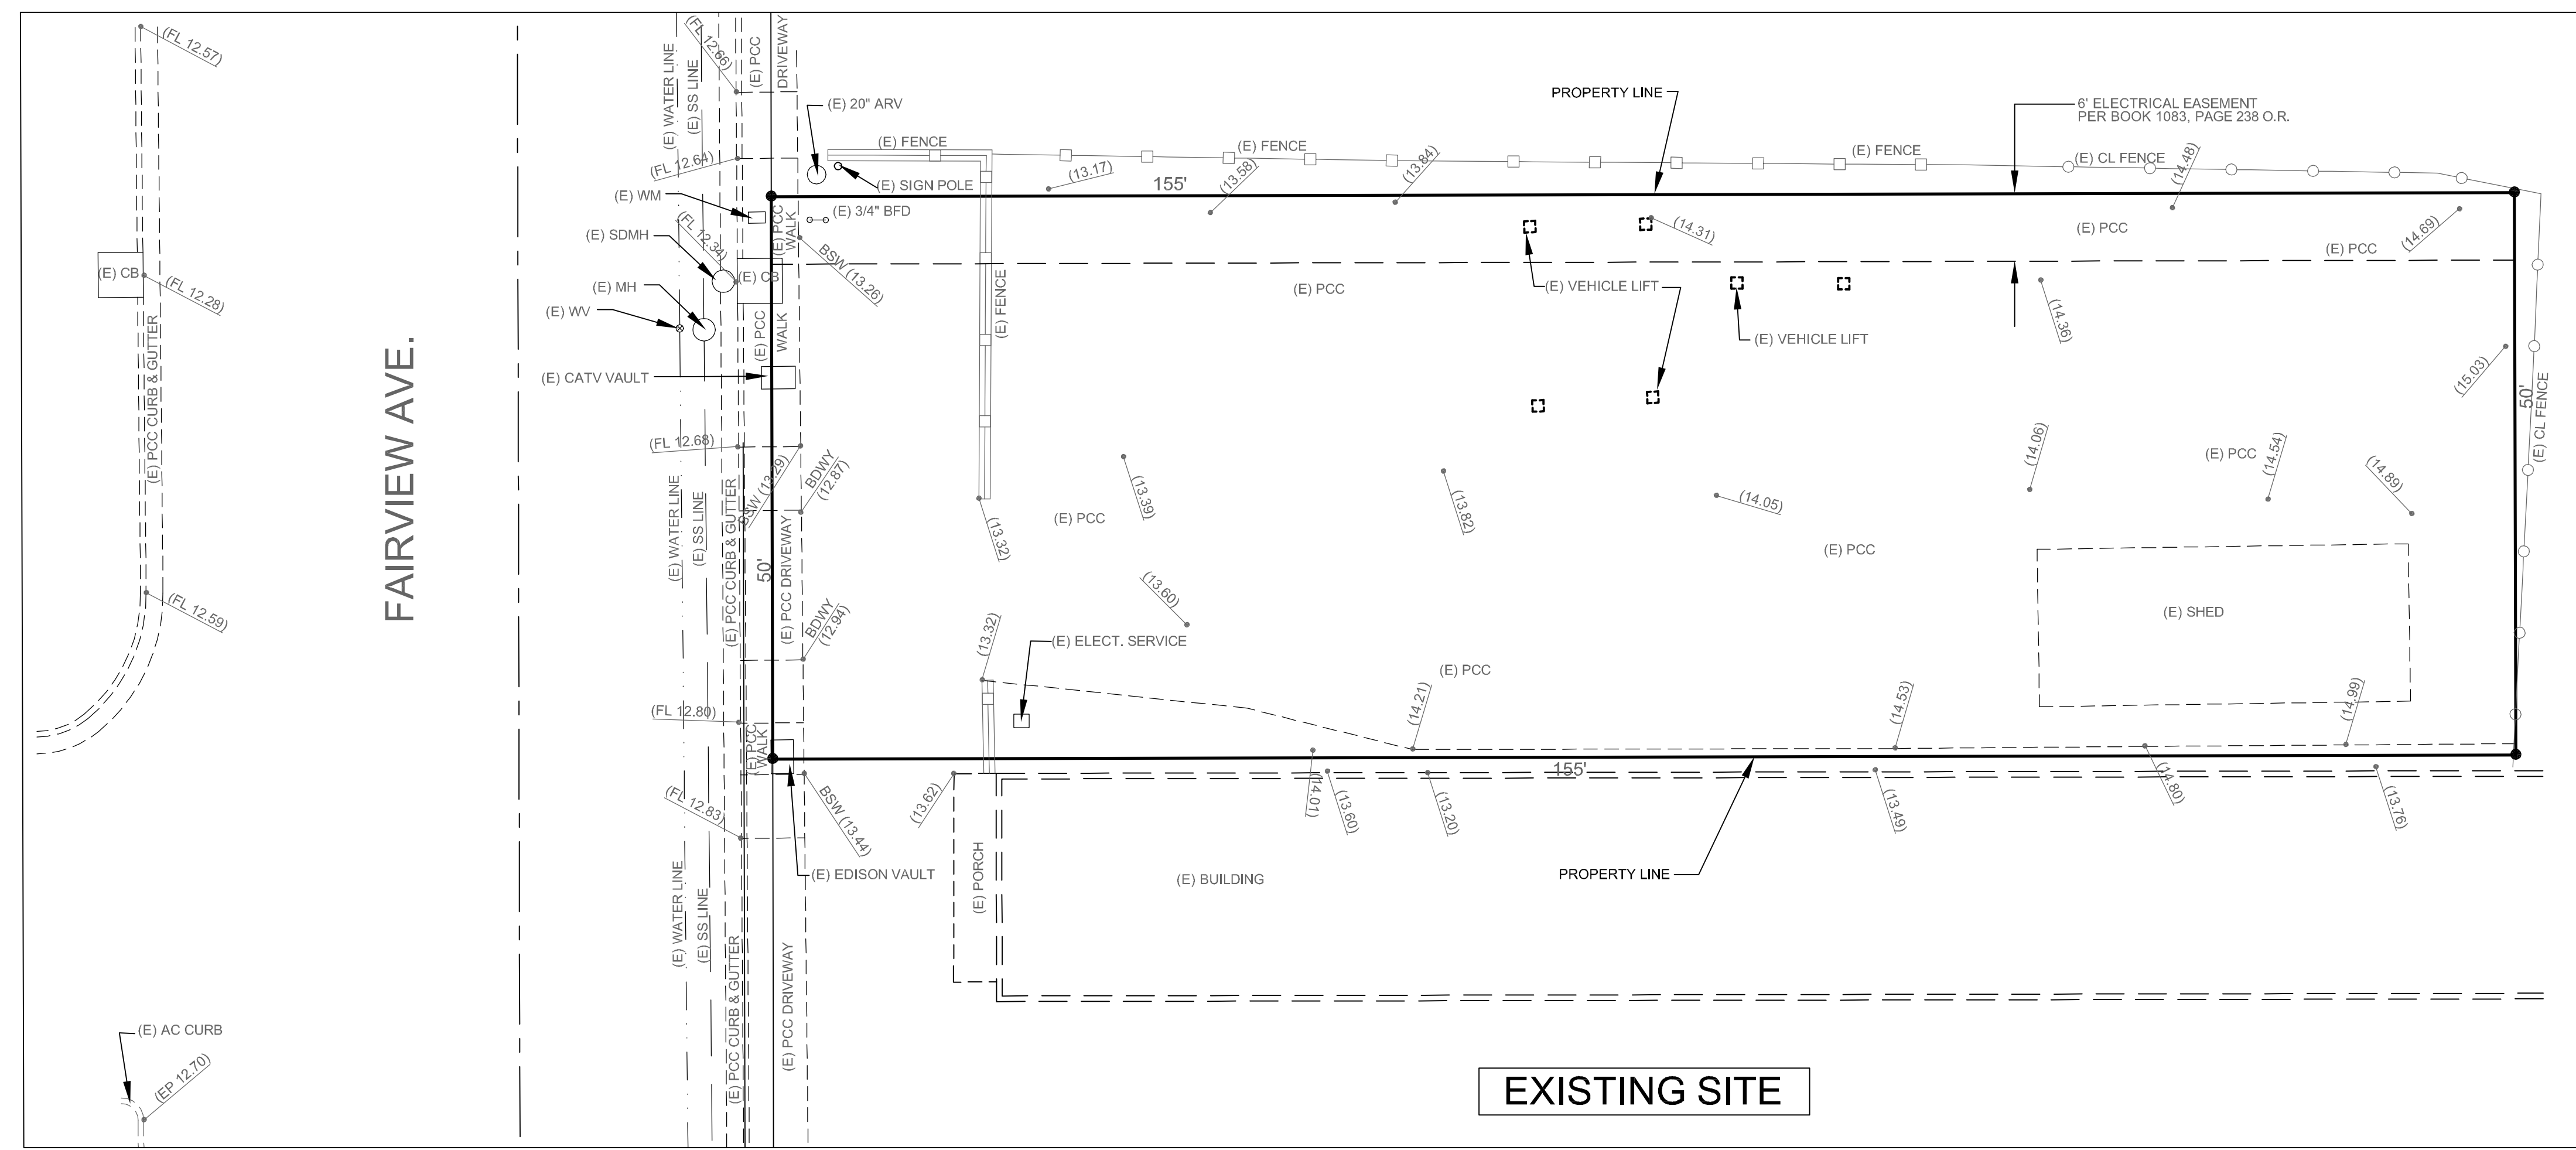 (FL 12.57)
(E) CB
(FL 12.28)
(E) PCC CURB & GUTTER
(FL 12.59)
(E) AC CURB
(EP 12.70)
FAIRVIEW AVE.
(E) WATER LINE
(E) SS LINE
(FL 12.66)
(E) PCC
DRIVEWAY
(FL 12.64)
(E) WM
(E) SDMH
(FL 12.34)
(E) MH
(E) WV
(E) CATV VAULT
(E) 20" ARV
(E) SIGN POLE
(E) 3/4" BFD
(E) PCC
WALK
BSW (13.26)
(E) CB
(E) PCC
WALK
(FL 12.68)
BSW (13.29)
BDWY
(12.87)
(E) WATER LINE
(E) SS LINE
(E) PCC CURB & GUTTER
50'
(E) PCC DRIVEWAY
BDWY
(12.94)
(FL 12.80)
(E) PCC
WALK
(FL 12.83)
BSW (13.44)
(E) EDISON VAULT
(E) WATER LINE
(E) SS LINE
(E) PCC CURB & GUTTER
(E) PCC DRIVEWAY
(E) FENCE
(E) FENCE
(E) FENCE
(E) CL FENCE
PROPERTY LINE
6' ELECTRICAL EASEMENT
PER BOOK 1083, PAGE 238 O.R.
(13.17)
155'
(13.58)
(13.84)
(14.48)
(14.31)
(E) PCC
(E) PCC
(14.69)
(E) FENCE
(E) PCC
(E) VEHICLE LIFT
(E) VEHICLE LIFT
(14.36)
(15.03)
50'
(E) CL FENCE
(13.39)
(13.82)
(14.05)
(14.06)
(E) PCC
(14.54)
(14.89)
(E) PCC
(13.32)
(E) PCC
(13.60)
(E) SHED
(13.32)
(E) ELECT. SERVICE
(E) PCC
(14.21)
(14.53)
(14.99)
155'
(13.62)
(14.01)
(13.60)
(13.20)
(13.49)
(14.80)
(13.76)
(E) PORCH
(E) BUILDING
PROPERTY LINE
EXISTING SITE